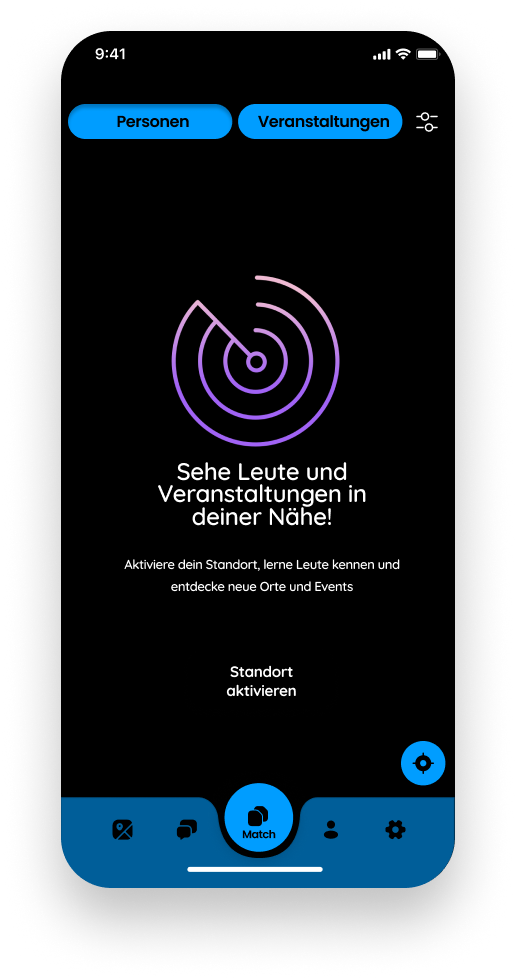 9:41
Personen
Veranstaltungen
Sehe Leute und
Veranstaltungen in
deiner Nähe!
Aktiviere dein Standort, lerne Leute kennen und
entdecke neue Orte und Events
Standort
aktivieren
Match